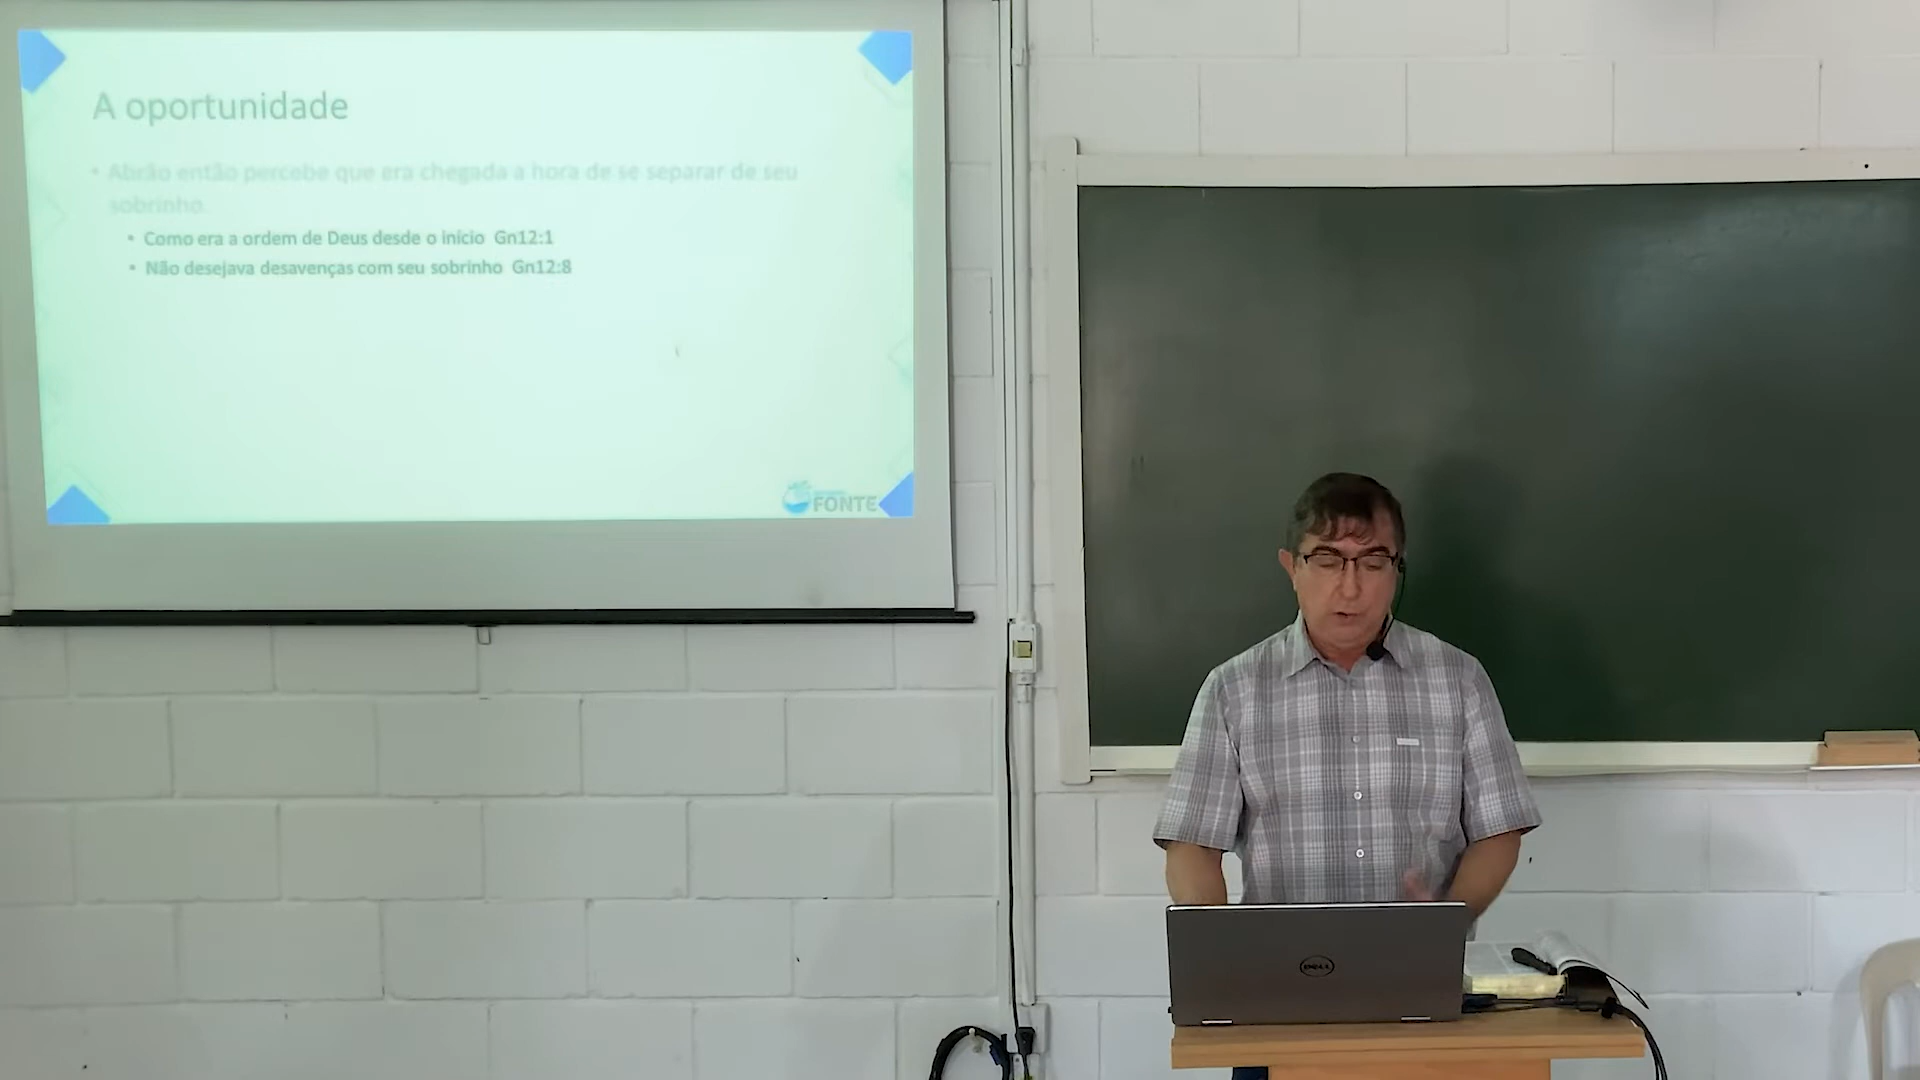 A oportunidade
• Abrão então percebe que era chegada a hora de se separar de seu
sobrinho.
• Como era a ordem de Deus desde o início Gn12:1
• Não desejava desavenças com seu sobrinho Gn12:8
FONTE
DELL